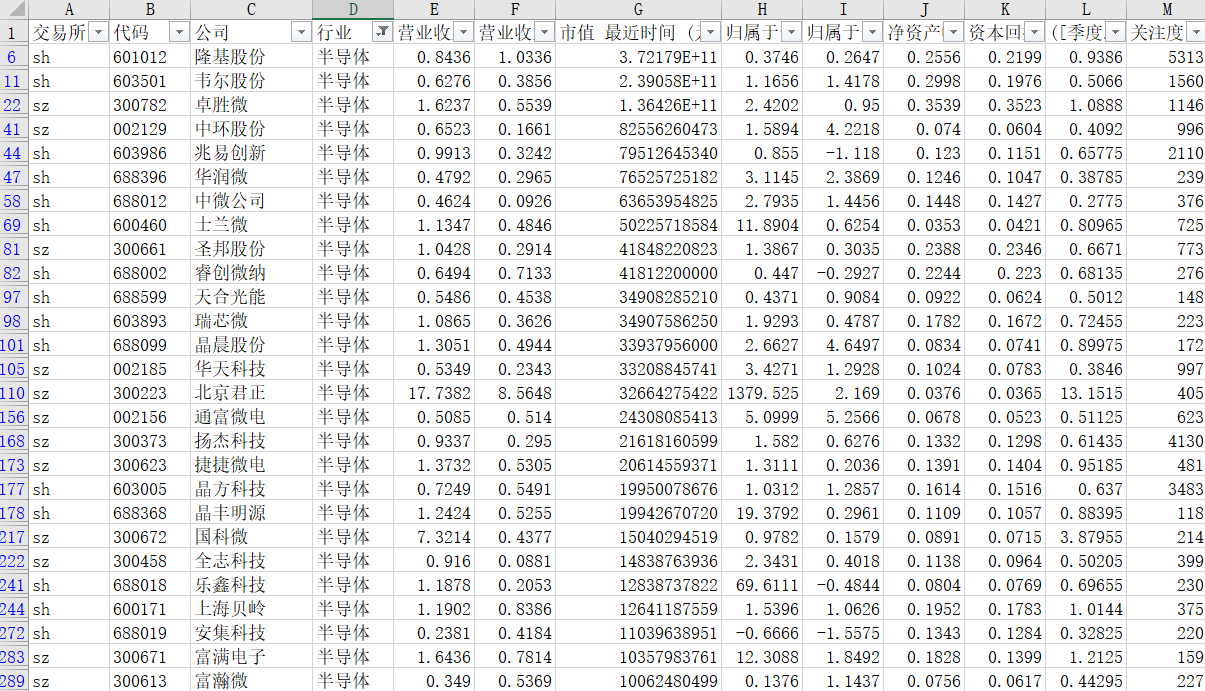 A B C D E F G H I J K L M
1 交易所 代码 公司 行业 营业收 营业收 市值 最近时间 归属于 归属于 净资产 资本回 ([季度 关注度
6 sh 601012 隆基股份 半导体 0.8436 1.0336 3.72179E+11 0.3746 0.2647 0.2556 0.2199 0.9386 5313
11 sh 603501 韦尔股份 半导体 0.6276 0.3856 2.39058E+11 1.1656 1.4178 0.2998 0.1976 0.5066 1560
22 sz 300782 卓胜微 半导体 1.6237 0.5539 1.36426E+11 2.4202 0.95 0.3539 0.3523 1.0888 1146
41 sz 002129 中环股份 半导体 0.6523 0.1661 82556260473 1.5894 4.2218 0.074 0.0604 0.4092 996
44 sh 603986 兆易创新 半导体 0.9913 0.3242 79512645340 0.855 -1.118 0.123 0.1151 0.65775 2110
47 sh 688396 华润微 半导体 0.4792 0.2965 76525725182 3.1145 2.3869 0.1246 0.1047 0.38785 239
58 sh 688012 中微公司 半导体 0.4624 0.0926 63653954825 2.7935 1.4456 0.1448 0.1427 0.2775 376
69 sh 600460 士兰微 半导体 1.1347 0.4846 50225718584 11.8904 0.6254 0.0353 0.0421 0.80965 725
81 sz 300661 圣邦股份 半导体 1.0428 0.2914 41848220823 1.3867 0.3035 0.2388 0.2346 0.6671 773
82 sh 688002 睿创微纳 半导体 0.6494 0.7133 41812200000 0.447 -0.2927 0.2244 0.223 0.68135 276
97 sh 688599 天合光能 半导体 0.5486 0.4538 34908285210 0.4371 0.9084 0.0922 0.0624 0.5012 148
98 sh 603893 瑞芯微 半导体 1.0865 0.3626 34907586250 1.9293 0.4787 0.1782 0.1672 0.72455 223
101 sh 688099 晶晨股份 半导体 1.3051 0.4944 33937956000 2.6627 4.6497 0.0834 0.0741 0.89975 172
105 sz 002185 华天科技 半导体 0.5349 0.2343 33208845741 3.4271 1.2928 0.1024 0.0783 0.3846 997
110 sz 300223 北京君正 半导体 17.7382 8.5648 32664275422 1379.525 2.169 0.0376 0.0365 13.1515 405
156 sz 002156 通富微电 半导体 0.5085 0.514 24308085413 5.0999 5.2566 0.0678 0.0523 0.51125 623
168 sz 300373 扬杰科技 半导体 0.9337 0.295 21618160599 1.582 0.6276 0.1332 0.1298 0.61435 4130
173 sz 300623 捷捷微电 半导体 1.3732 0.5305 20614559371 1.3111 0.2036 0.1391 0.1404 0.95185 481
177 sh 603005 晶方科技 半导体 0.7249 0.5491 19950078676 1.0312 1.2857 0.1614 0.1516 0.637 3483
178 sh 688368 晶丰明源 半导体 1.2424 0.5255 19942670720 19.3792 0.2961 0.1109 0.1057 0.88395 118
217 sz 300672 国科微 半导体 7.3214 0.4377 15040294519 0.9782 0.1579 0.0891 0.0715 3.87955 214
222 sz 300458 全志科技 半导体 0.916 0.0881 14838763936 2.3431 0.4018 0.1138 0.0964 0.50205 399
241 sh 688018 乐鑫科技 半导体 1.1878 0.2053 12838737822 69.6111 -0.4844 0.0804 0.0769 0.69655 230
244 sh 600171 上海贝岭 半导体 1.1902 0.8386 12641187559 1.5396 1.0626 0.1952 0.1783 1.0144 375
272 sh 688019 安集科技 半导体 0.2381 0.4184 11039638951 -0.6666 -1.5575 0.1343 0.1284 0.32825 220
283 sz 300671 富满电子 半导体 1.6436 0.7814 10357983761 12.3088 1.8492 0.1828 0.1399 1.2125 159
289 sz 300613 富瀚微 半导体 0.349 0.5369 10062480499 0.1376 1.1437 0.0756 0.0617 0.44295 227